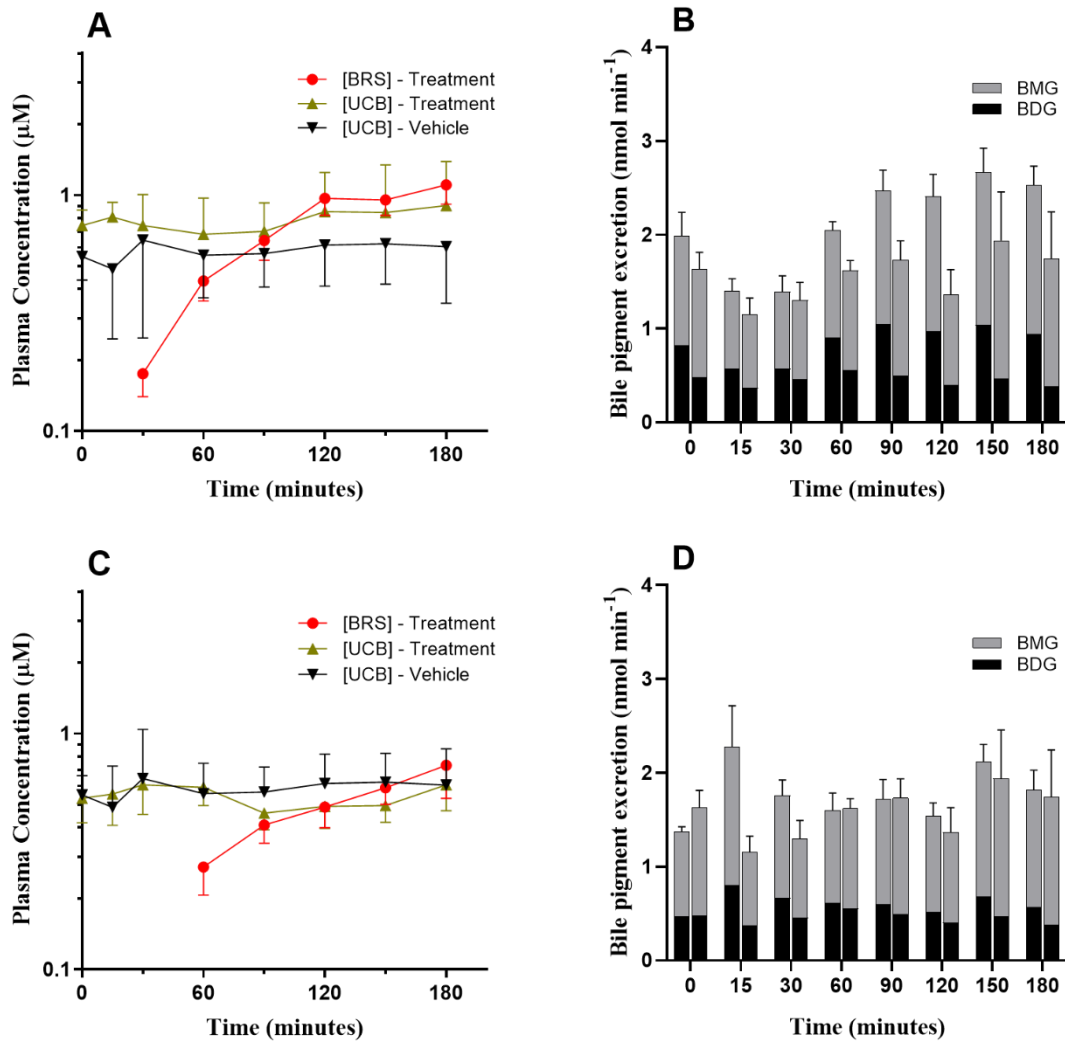 A
[BRS] - Treatment
[UCB] - Treatment
[UCB] - Vehicle
Plasma Concentration (µM)
1
0.1
0 60 120 180
Time (minutes)
B
BMG
BDG
Bile pigment excretion (nmol min⁻¹)
4
3
2
1
0
0 15 30 60 90 120 150 180
Time (minutes)
C
[BRS] - Treatment
[UCB] - Treatment
[UCB] - Vehicle
Plasma Concentration (µM)
1
0.1
0 60 120 180
Time (minutes)
D
BMG
BDG
Bile pigment excretion (nmol min⁻¹)
4
3
2
1
0
0 15 30 60 90 120 150 180
Time (minutes)